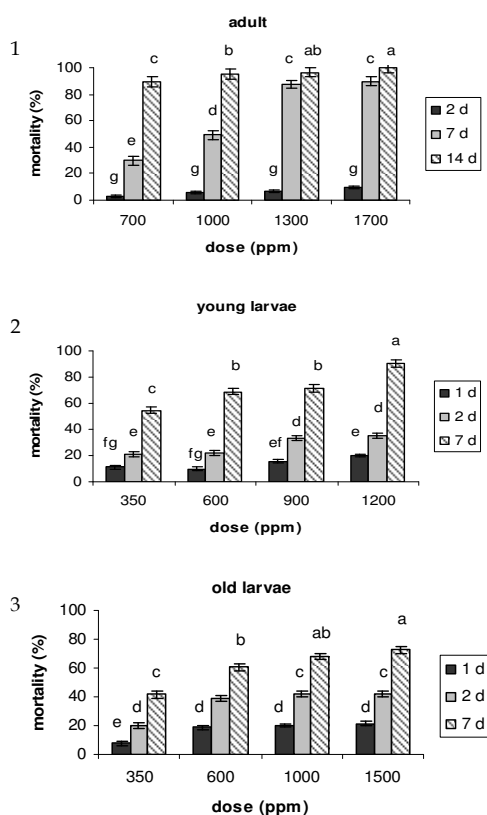 1
adult
c
b
ab
a
100
80
60
40
20
0
mortality (%)
g
e
g
d
g
c
g
c
700
1000
1300
1700
dose (ppm)
2 d
7 d
14 d
2
young larvae
100
80
60
40
20
0
mortality (%)
fg
e
c
fg
e
b
ef
d
b
e
d
a
350
600
900
1200
dose (ppm)
1 d
2 d
7 d
3
old larvae
100
80
60
40
20
0
mortality (%)
e
d
c
d
c
b
d
c
ab
d
c
a
350
600
1000
1500
dose (ppm)
1 d
2 d
7 d